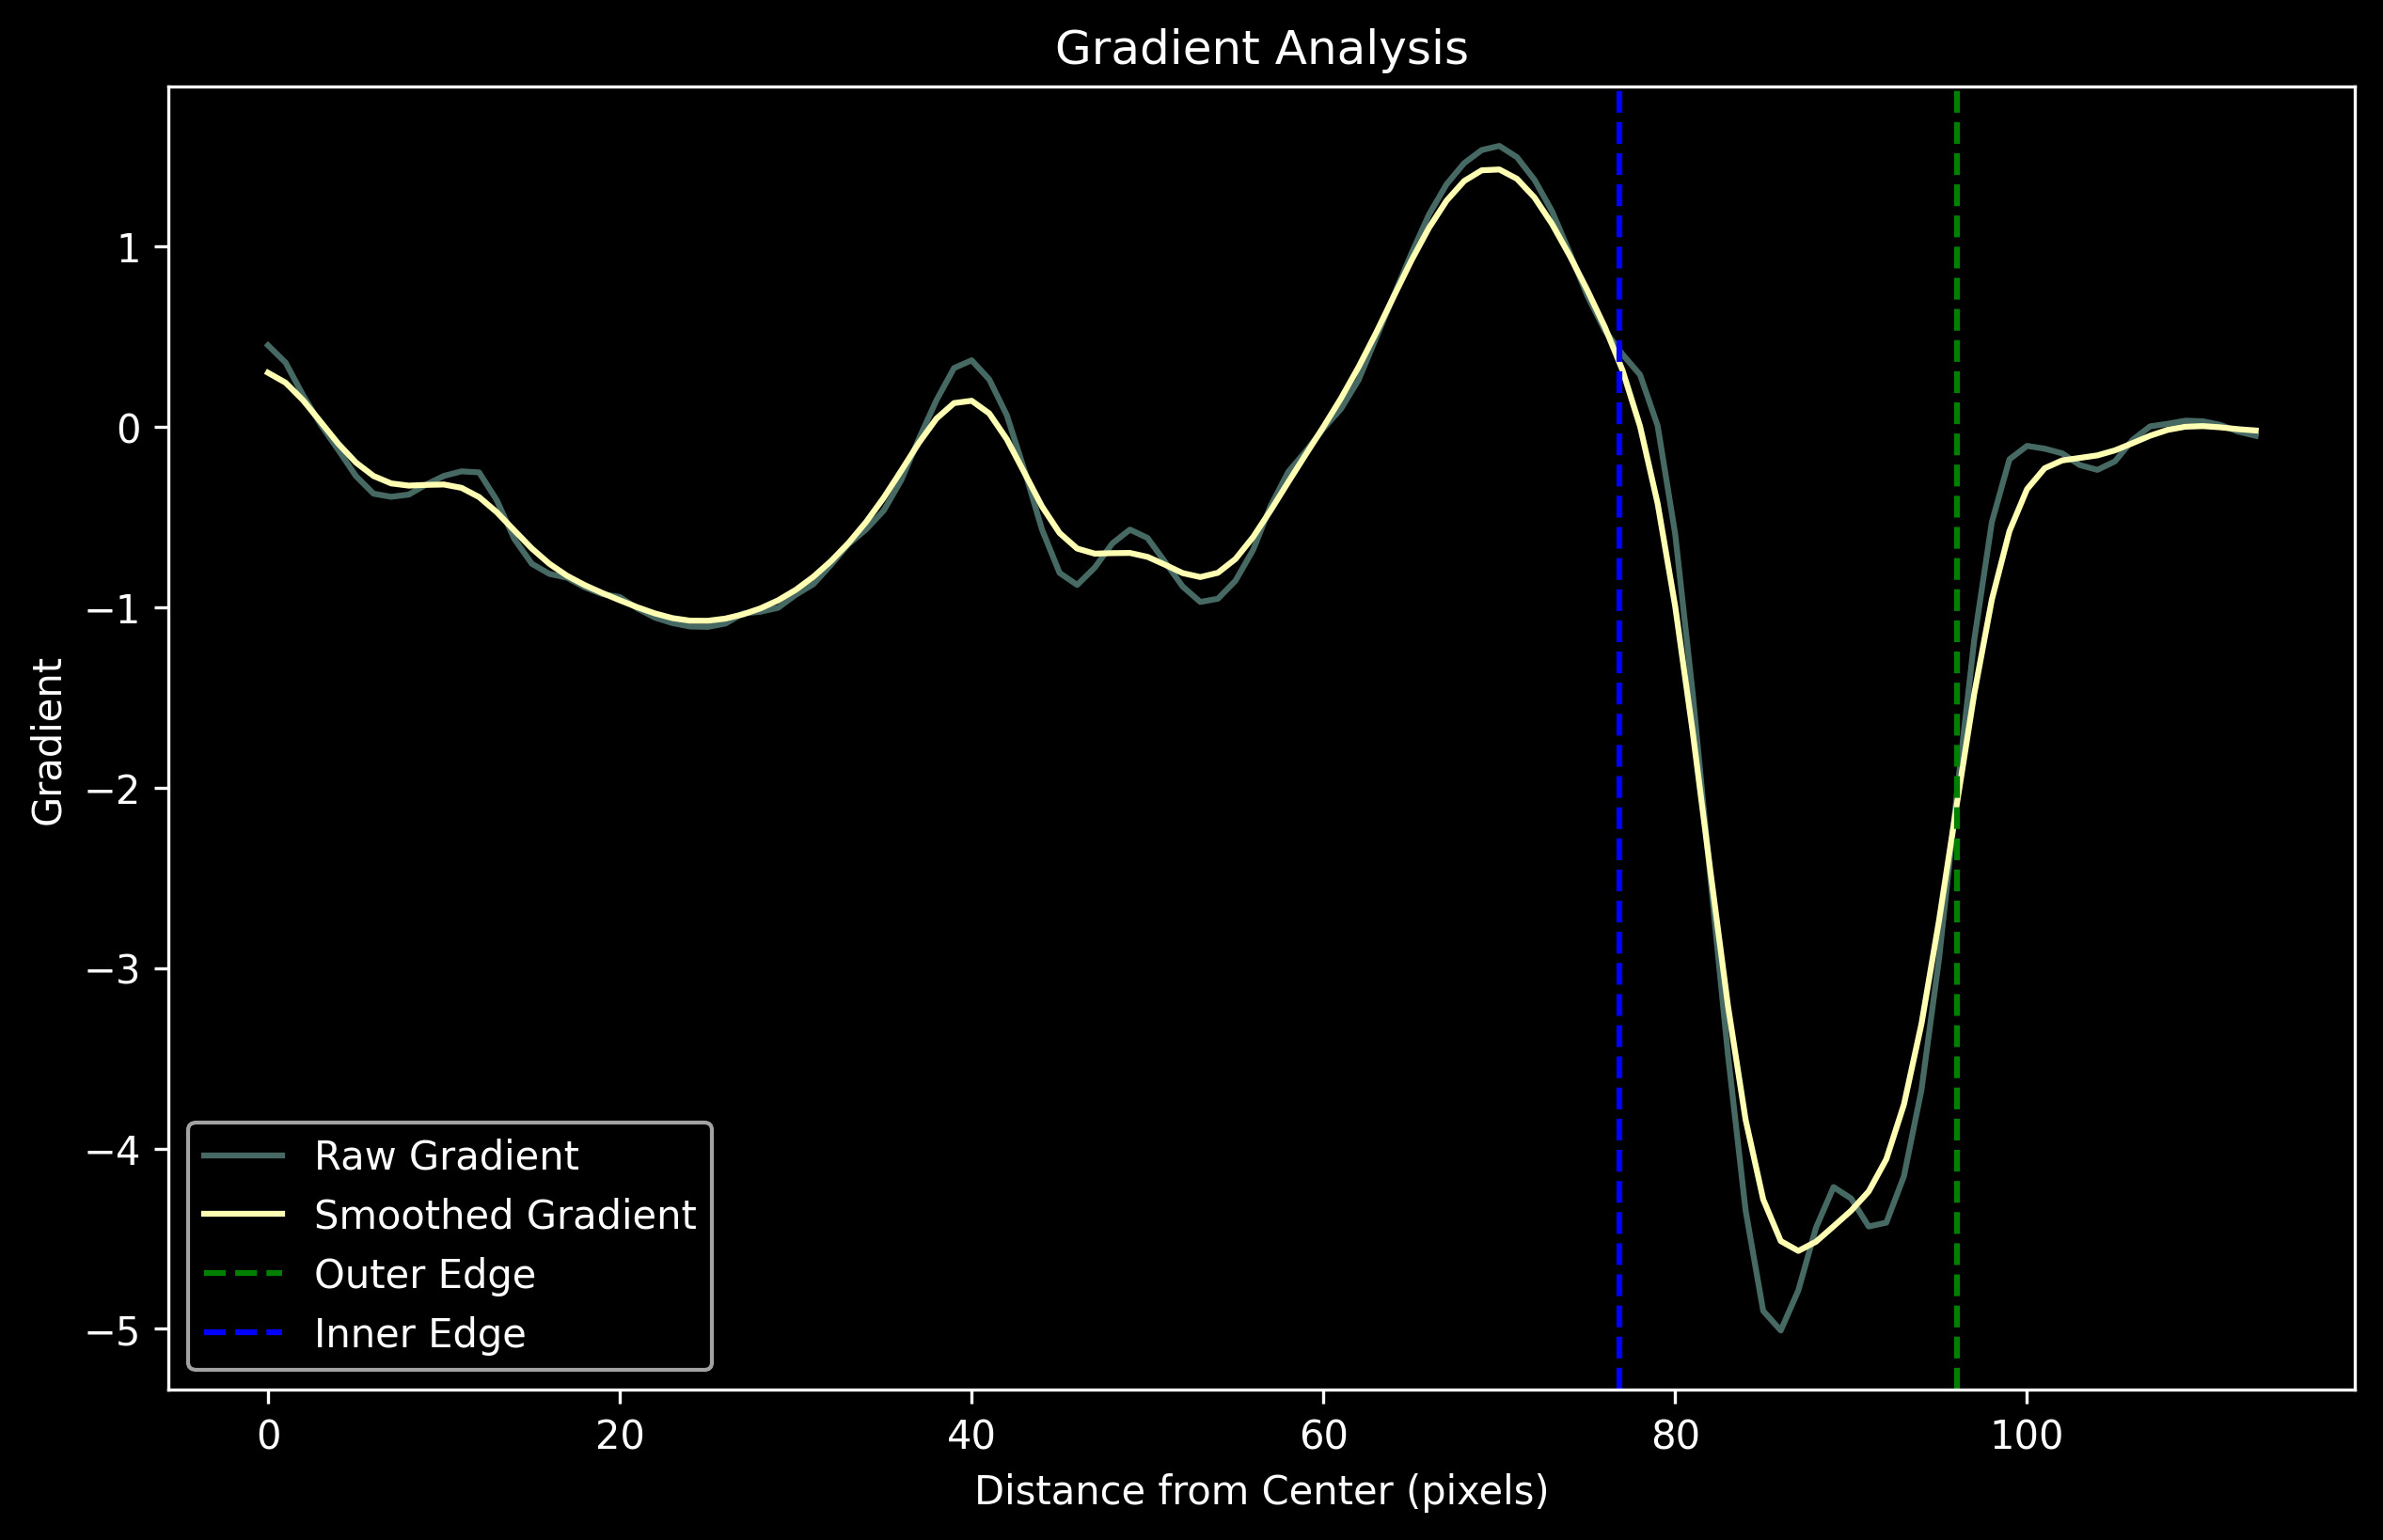 Gradient Analysis
1
0
−1
−2
−3
−4
−5
Gradient
Raw Gradient
Smoothed Gradient
Outer Edge
Inner Edge
0 20 40 60 80 100
Distance from Center (pixels)